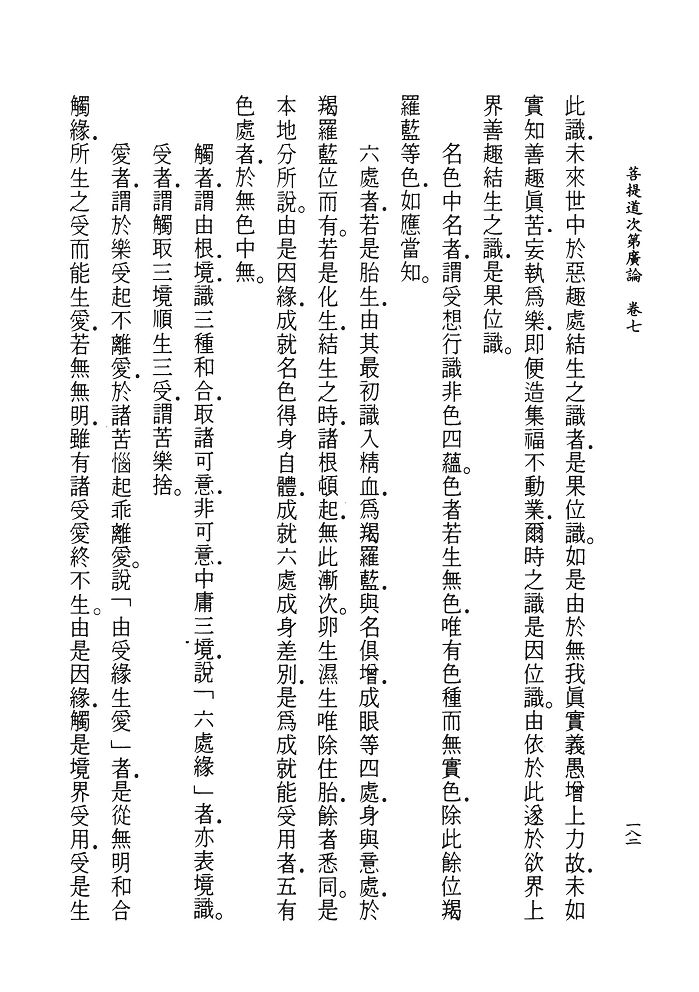 菩提道次第廣論　卷七
一八二
此識．未來世中於惡趣處結生之識者．是果位識。如是由於無我眞實義愚增上力故．未如
實知善趣眞苦．妄執爲樂．即便造集福不動業．爾時之識是因位識。由依於此遂於欲界上
界善趣結生之識．是果位識。
名色中名者．謂受想行識非色四蘊。色者若生無色．唯有色種而無實色．除此餘位羯
羅藍等色．如應當知。
六處者．若是胎生．由其最初識入精血．爲羯羅藍．與名俱增．成眼等四處．身與意處．於
羯羅藍位而有。若是化生．結生之時．諸根頓起．無此漸次。卵生濕生唯除住胎．餘者悉同。是
本地分所說。由是因緣．成就名色得身自體．成就六處成身差別．是爲成就能受用者．五有
色處者．於無色中無。
觸者．謂由根．境．識三種和合．取諸可意．非可意．中庸三境．說「六處緣」者．亦表境識。
受者．謂觸取三境順生三受．謂苦樂捨。
愛者．謂於樂受起不離愛．於諸苦惱起乖離愛。說「由受緣生愛」者．是從無明和合
觸緣．所生之受而能生愛．若無無明．雖有諸受愛終不生。由是因緣．觸是境界受用．受是生